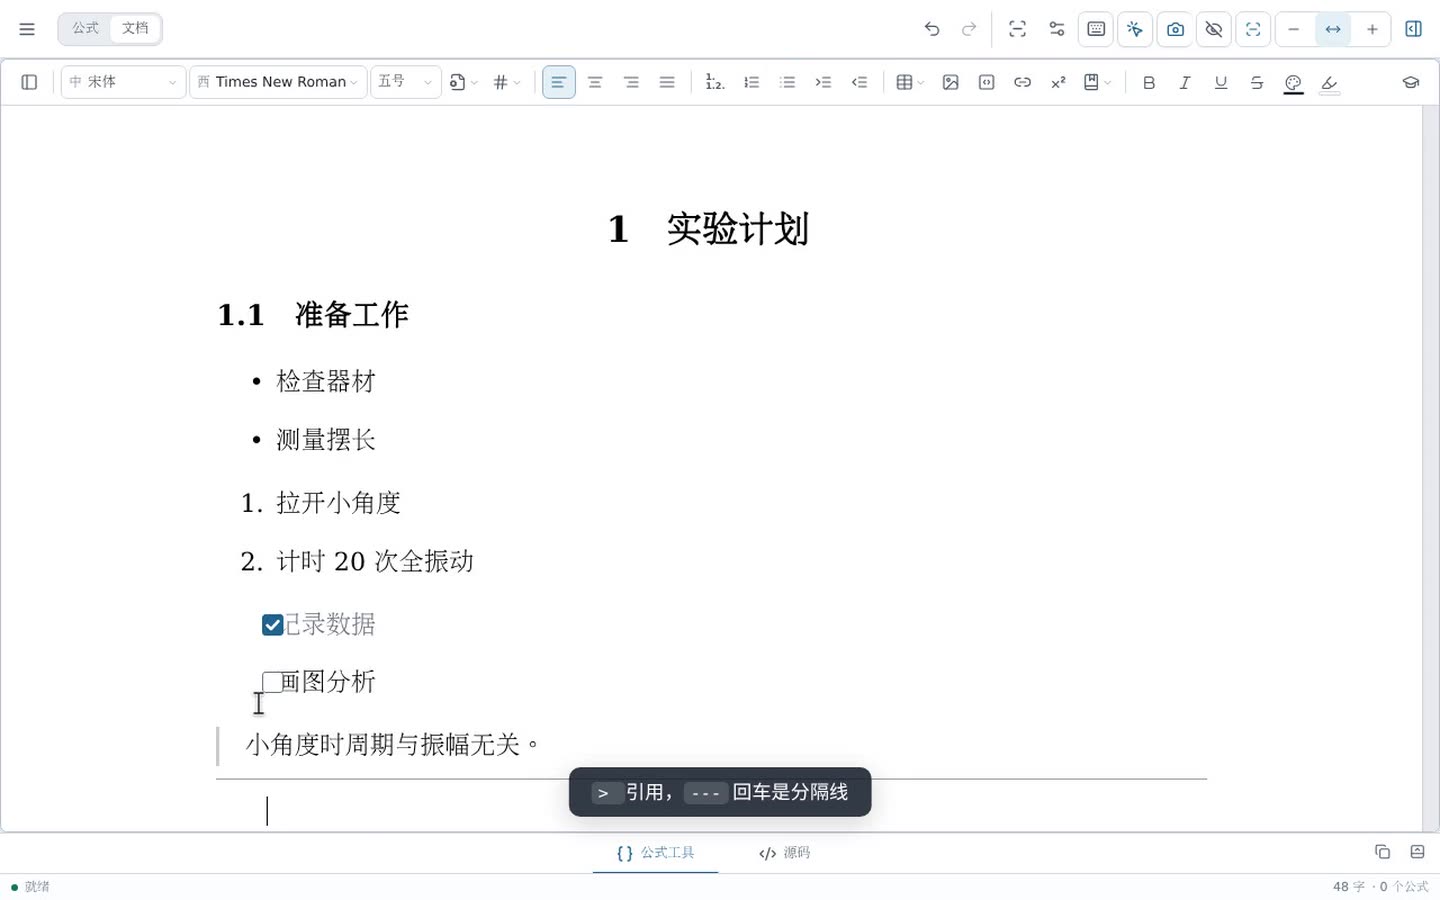 公式 文档
中 宋体 西 Times New Roman 五号
1 实验计划
1.1 准备工作
• 检查器材
• 测量摆长
1. 拉开小角度
2. 计时 20 次全振动
记录数据
画图分析
小角度时周期与振幅无关。
> 引用， --- 回车是分隔线
{} 公式工具 </> 源码
就绪 48 字 · 0 个公式